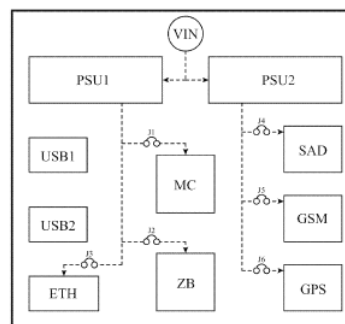 VIN
PSU1
PSU2
J4
J1
SAD
USB1
MC
J5
GSM
USB2
J2
J3
J6
ETH
ZB
GPS